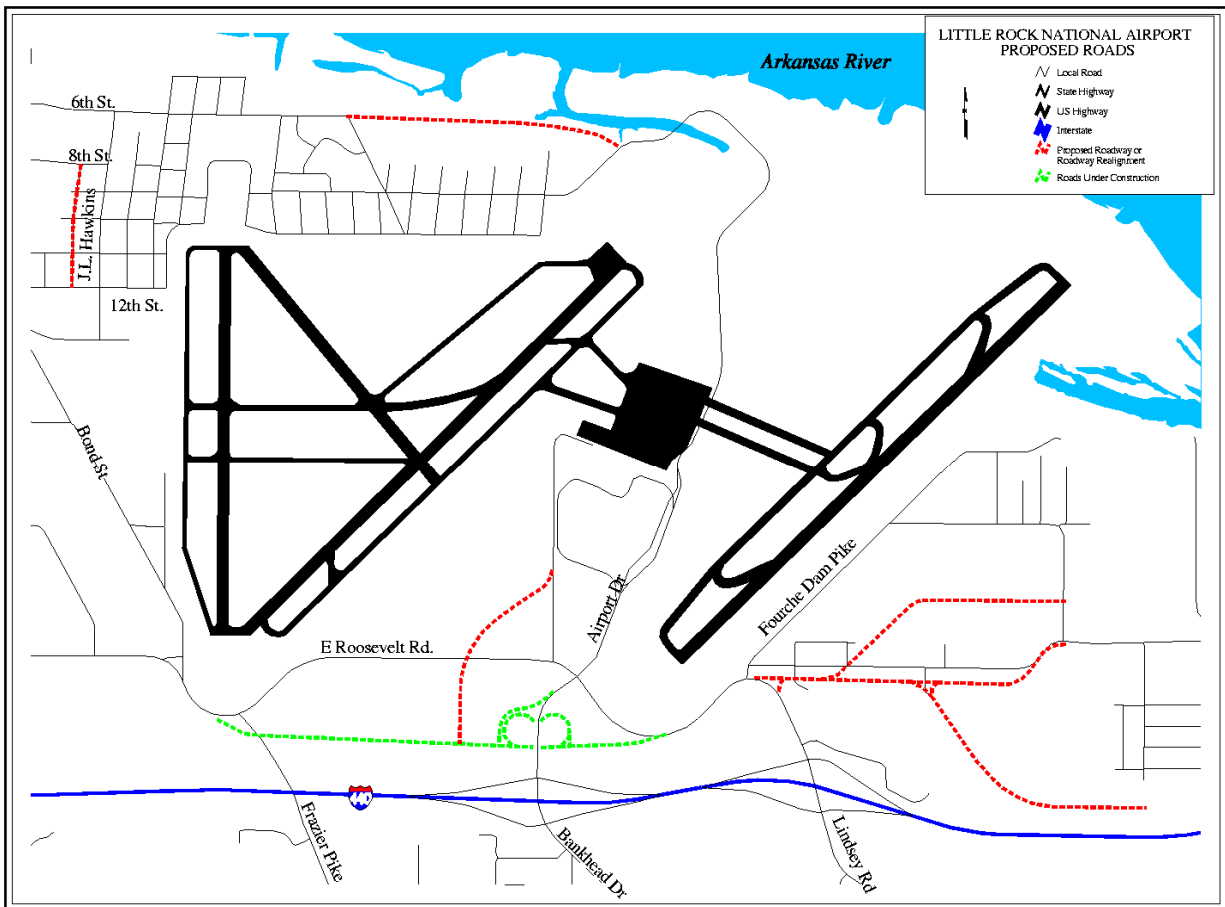 LITTLE ROCK NATIONAL AIRPORT
PROPOSED ROADS
Local Road
State Highway
US Highway
Interstate
Proposed Roadway or
Roadway Realignment
Roads Under Construction
Arkansas River
6th St.
8th St.
J.L. Hawkins
12th St.
Bond St.
Airport Dr
Fourche Dam Pike
E Roosevelt Rd.
440
Frazier Pike
Bankhead Dr
Lindsey Rd